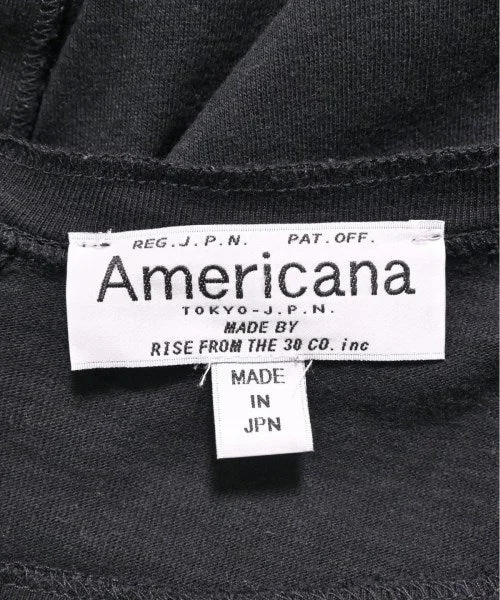 REG.J.P.N. PAT.OFF.
Americana
TOKYO-J.P.N.
MADE BY
RISE FROM THE 30 CO. inc
MADE
IN
JPN